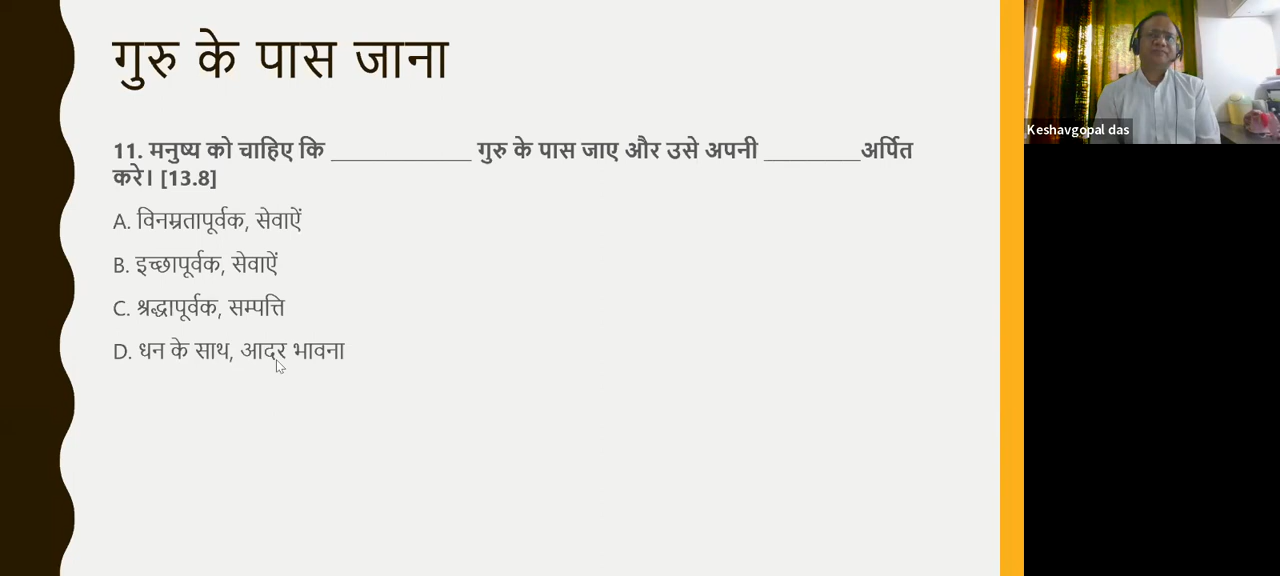 गुरु के पास जाना
11. मनुष्य को चाहिए कि ____________ गुरु के पास जाए और उसे अपनी ________अर्पित
करे। [13.8]
A. विनम्रतापूर्वक, सेवाऐं
B. इच्छापूर्वक, सेवाऐं
C. श्रद्धापूर्वक, सम्पत्ति
D. धन के साथ, आदर भावना
Keshavgopal das